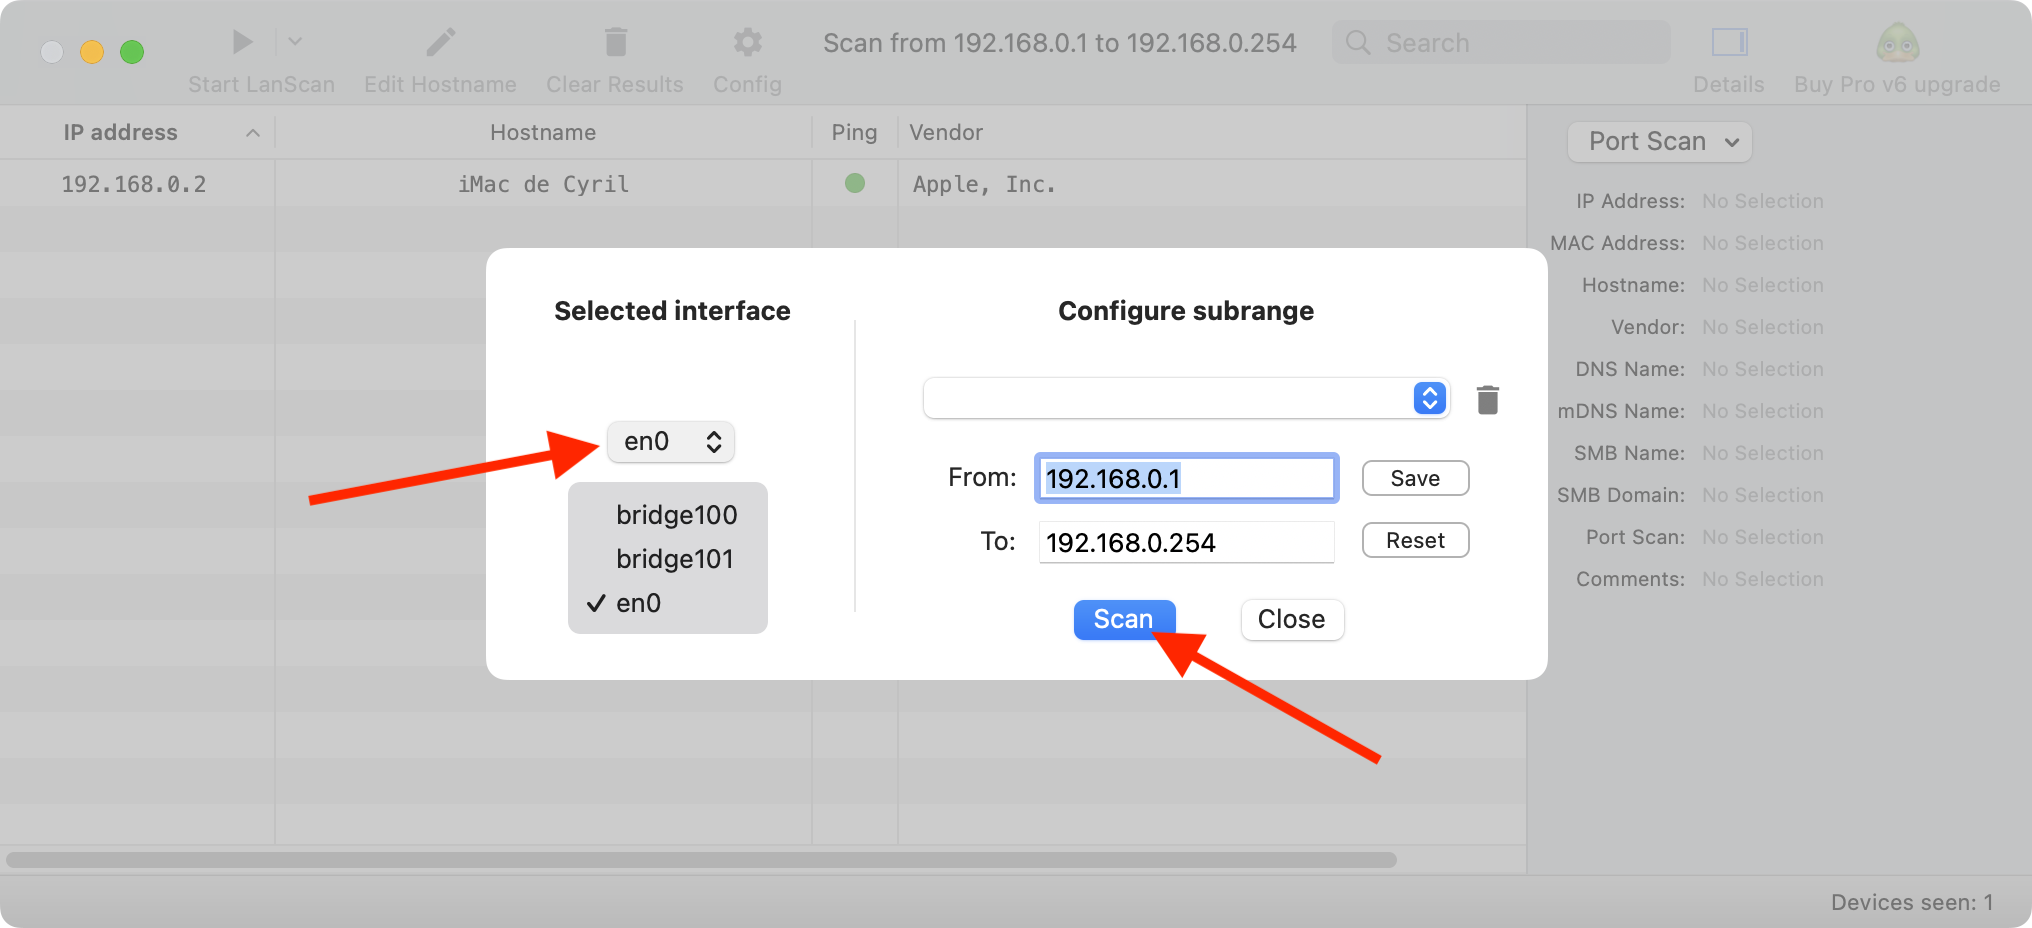 Start LanScan
Edit Hostname
Clear Results
Config
Scan from 192.168.0.1 to 192.168.0.254
Search
Details
Buy Pro v6 upgrade
IP address
Hostname
Ping
Vendor
192.168.0.2
iMac de Cyril
Apple, Inc.
Port Scan
IP Address: No Selection
MAC Address: No Selection
Hostname: No Selection
Vendor: No Selection
DNS Name: No Selection
mDNS Name: No Selection
SMB Name: No Selection
SMB Domain: No Selection
Port Scan: No Selection
Comments: No Selection
Selected interface
en0
bridge100
bridge101
en0
Configure subrange
From: 192.168.0.1
Save
To: 192.168.0.254
Reset
Scan
Close
Devices seen: 1